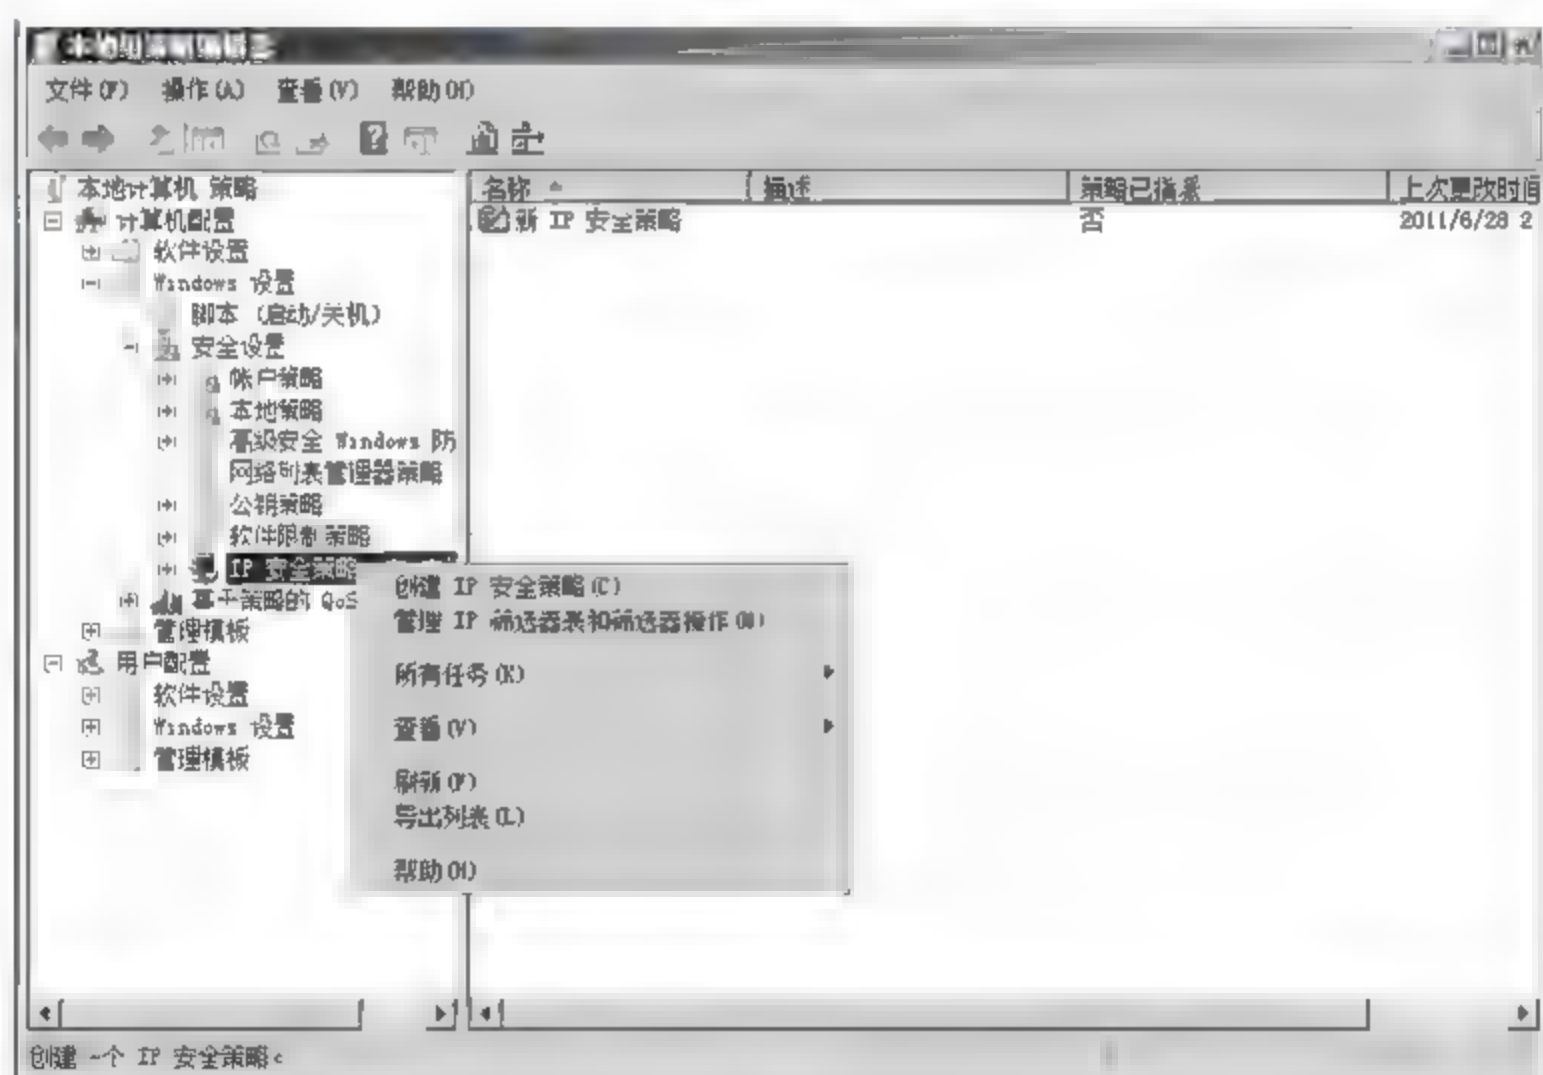 本地组策略编辑器
文件(F) 操作(A) 查看(V) 帮助(H)
本地计算机 策略
计算机配置
软件设置
Windows 设置
脚本 (启动/关机)
安全设置
帐户策略
本地策略
高级安全 Windows 防
网络列表管理器策略
公钥策略
软件限制策略
IP 安全策略
基于策略的 QoS
管理模板
用户配置
软件设置
Windows 设置
管理模板
名称 描述 策略已指派 上次更改时间
新 IP 安全策略 否 2011/6/28 2
创建 IP 安全策略(C)
管理 IP 筛选器表和筛选器操作(M)
所有任务(K)
查看(V)
刷新(F)
导出列表(L)
帮助(H)
创建一个 IP 安全策略。